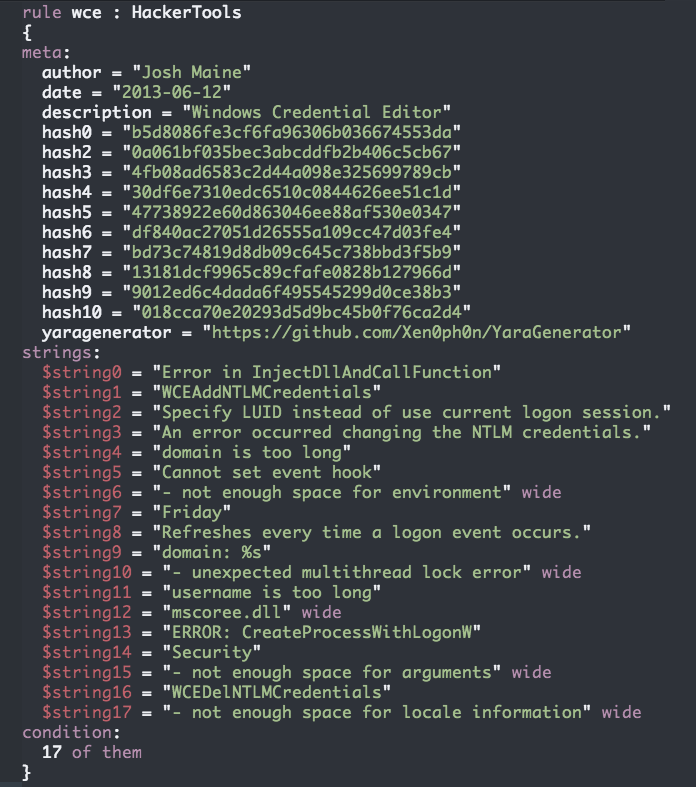 rule wce : HackerTools
{
meta:
author = "Josh Maine"
date = "2013-06-12"
description = "Windows Credential Editor"
hash0 = "b5d8086fe3cf6fa96306b036674553da"
hash2 = "0a061bf035bec3abcddfb2b406c5cb67"
hash3 = "4fb08ad6583c2d44a098e325699789cb"
hash4 = "30df6e7310edc6510c0844626ee51c1d"
hash5 = "47738922e60d863046ee88af530e0347"
hash6 = "df840ac27051d26555a109cc47d03fe4"
hash7 = "bd73c74819d8db09c645c738bbd3f5b9"
hash8 = "13181dcf9965c89cfafe0828b127966d"
hash9 = "9012ed6c4dada6f495545299d0ce38b3"
hash10 = "018cca70e20293d5d9bc45b0f76ca2d4"
yaragenerator = "https://github.com/Xen0ph0n/YaraGenerator"
strings:
$string0 = "Error in InjectDllAndCallFunction"
$string1 = "WCEAddNTLMCredentials"
$string2 = "Specify LUID instead of use current logon session."
$string3 = "An error occurred changing the NTLM credentials."
$string4 = "domain is too long"
$string5 = "Cannot set event hook"
$string6 = "- not enough space for environment" wide
$string7 = "Friday"
$string8 = "Refreshes every time a logon event occurs."
$string9 = "domain: %s"
$string10 = "- unexpected multithread lock error" wide
$string11 = "username is too long"
$string12 = "mscoree.dll" wide
$string13 = "ERROR: CreateProcessWithLogonW"
$string14 = "Security"
$string15 = "- not enough space for arguments" wide
$string16 = "WCEDelNTLMCredentials"
$string17 = "- not enough space for locale information" wide
condition:
17 of them
}